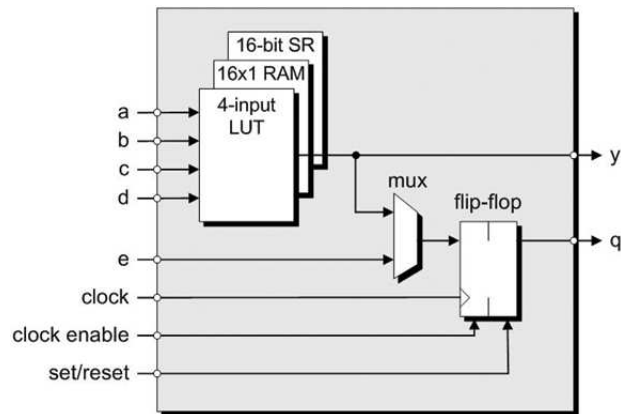 16-bit SR
16x1 RAM
4-input
LUT
a
b
c
d
e
clock
clock enable
set/reset
mux
flip-flop
y
q